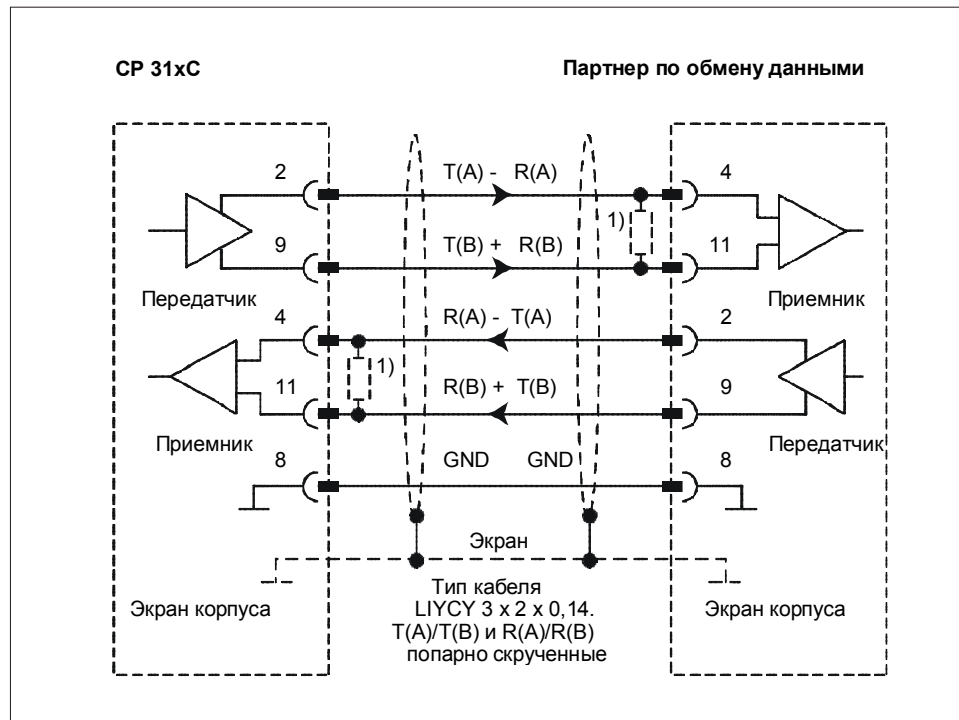 CP 31xC
Партнер по обмену данными
2
T(A) - R(A)
4
1)
9
T(B) + R(B)
11
Передатчик
Приемник
4
R(A) - T(A)
2
1)
11
R(B) + T(B)
9
Приемник
Передатчик
8
GND GND
8
Экран
Экран корпуса
Тип кабеля
LIYCY 3 x 2 x 0,14.
T(A)/T(B) и R(A)/R(B)
попарно скрученные
Экран корпуса